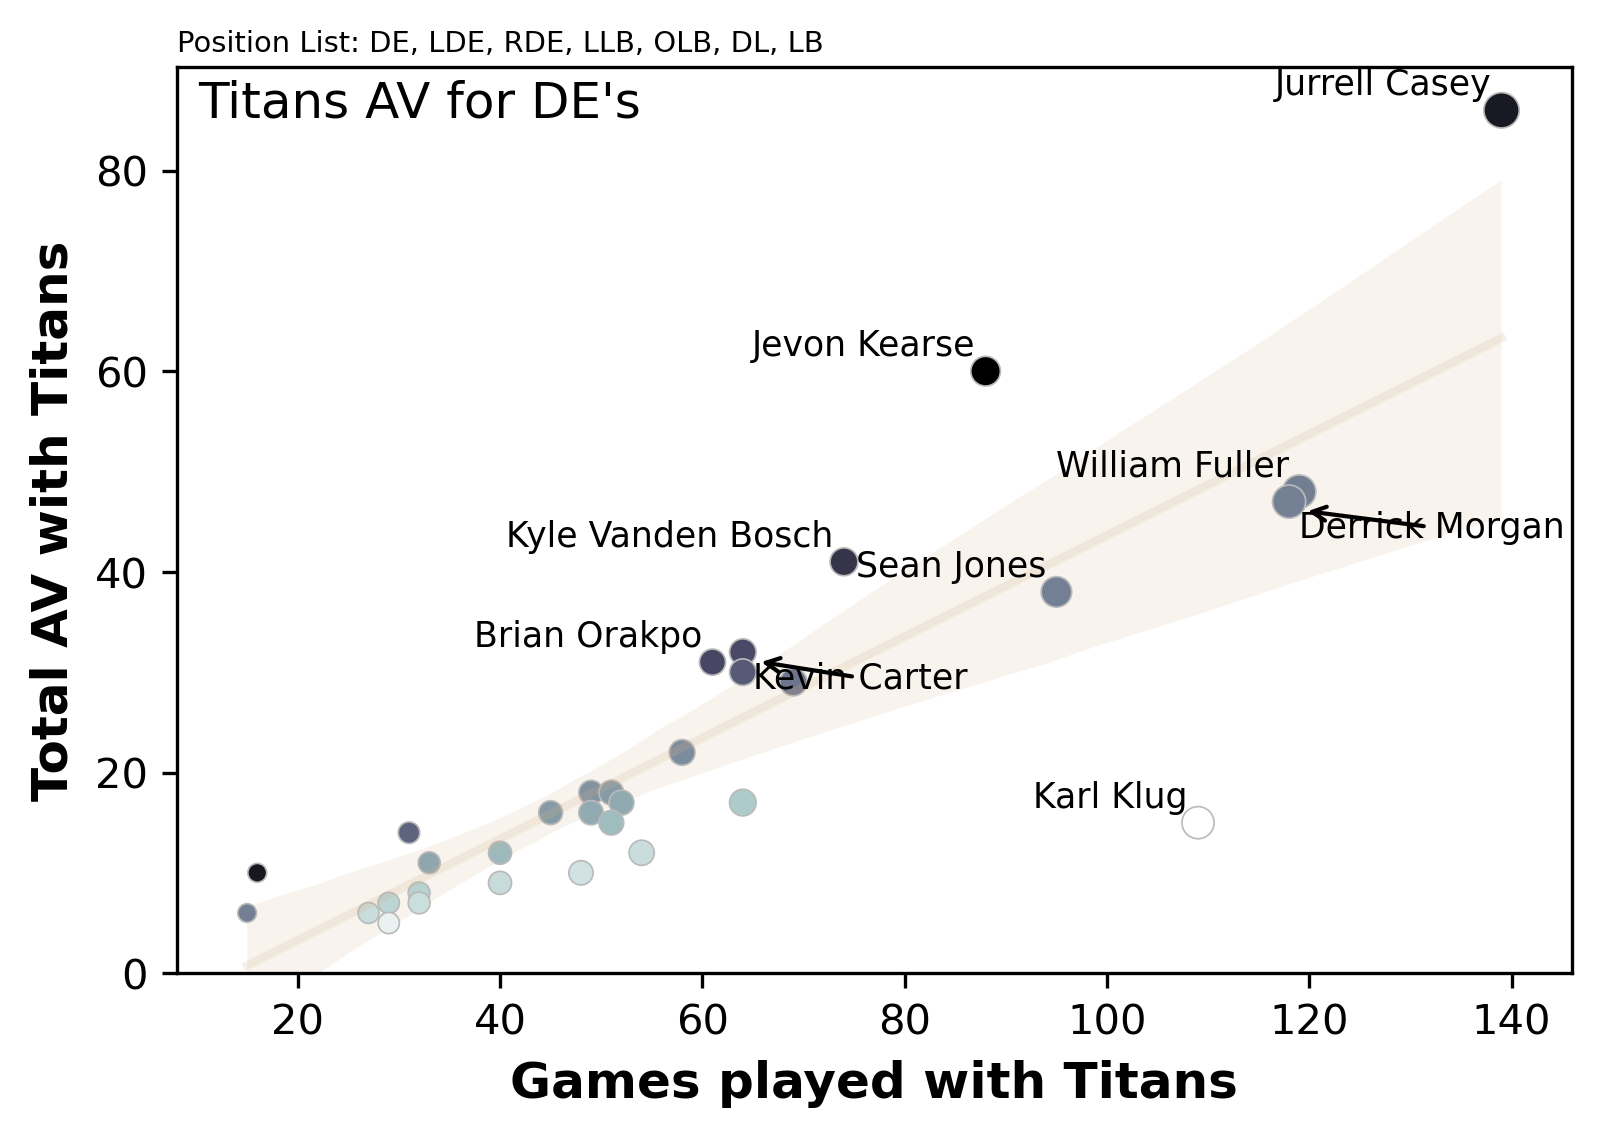 Position List: DE, LDE, RDE, LLB, OLB, DL, LB
Titans AV for DE's
Jurrell Casey
80
Jevon Kearse
60
William Fuller
Derrick Morgan
Kyle Vanden Bosch
Sean Jones
40
Brian Orakpo
Kevin Carter
20
Karl Klug
0
20 40 60 80 100 120 140
Total AV with Titans
Games played with Titans